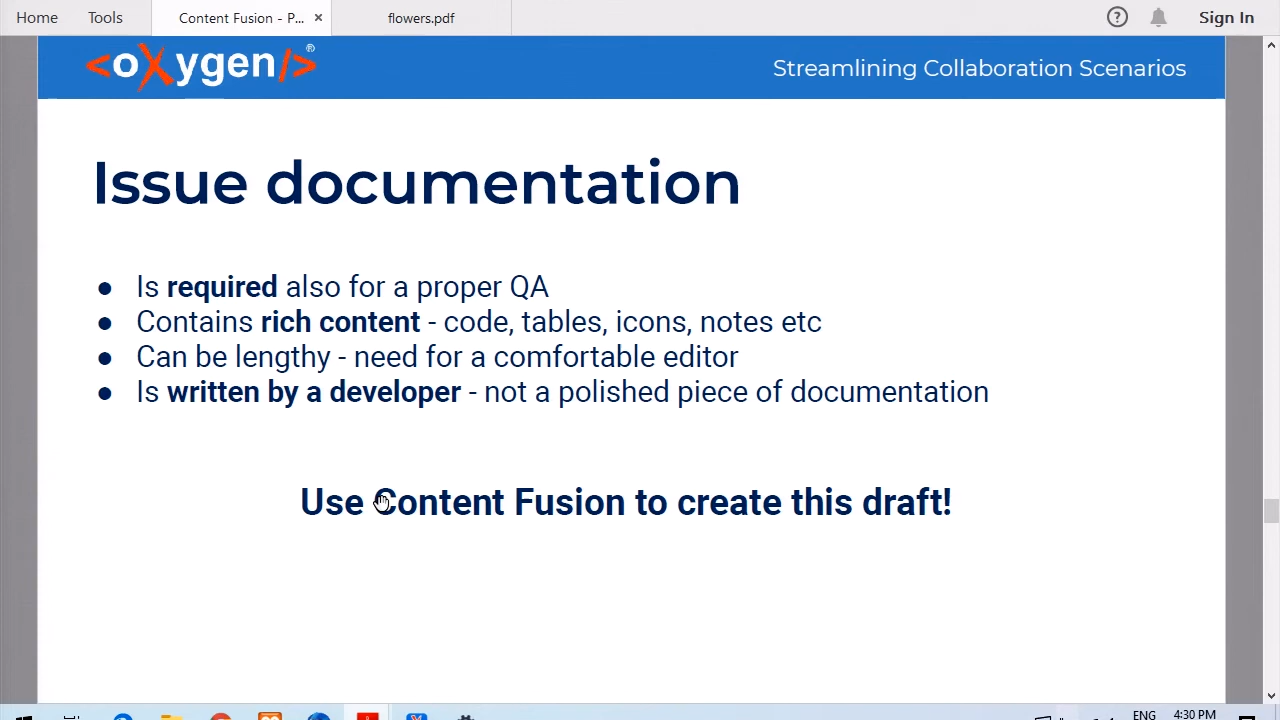 Home Tools Content Fusion - P... × flowers.pdf ? Sign In
<oXygen/>® Streamlining Collaboration Scenarios
Issue documentation
● Is required also for a proper QA
● Contains rich content - code, tables, icons, notes etc
● Can be lengthy - need for a comfortable editor
● Is written by a developer - not a polished piece of documentation
Use Content Fusion to create this draft!
ENG 4:30 PM